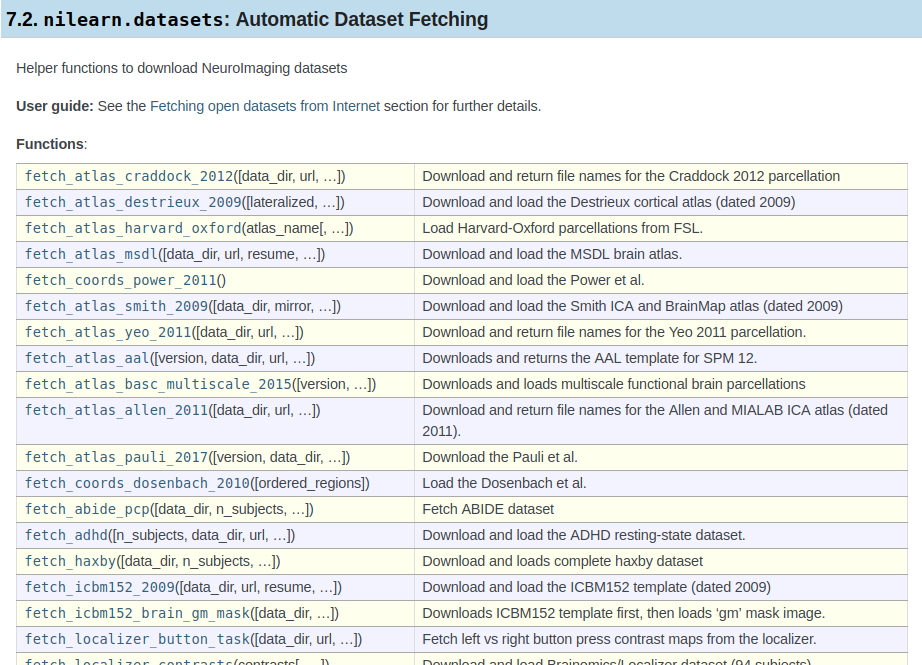 7.2. nilearn.datasets: Automatic Dataset Fetching
Helper functions to download NeuroImaging datasets
User guide: See the Fetching open datasets from Internet section for further details.
Functions:
fetch_atlas_craddock_2012([data_dir, url, …]) Download and return file names for the Craddock 2012 parcellation
fetch_atlas_destrieux_2009([lateralized, …]) Download and load the Destrieux cortical atlas (dated 2009)
fetch_atlas_harvard_oxford(atlas_name[, …]) Load Harvard-Oxford parcellations from FSL.
fetch_atlas_msdl([data_dir, url, resume, …]) Download and load the MSDL brain atlas.
fetch_coords_power_2011() Download and load the Power et al.
fetch_atlas_smith_2009([data_dir, mirror, …]) Download and load the Smith ICA and BrainMap atlas (dated 2009)
fetch_atlas_yeo_2011([data_dir, url, …]) Download and return file names for the Yeo 2011 parcellation.
fetch_atlas_aal([version, data_dir, url, …]) Downloads and returns the AAL template for SPM 12.
fetch_atlas_basc_multiscale_2015([version, …]) Downloads and loads multiscale functional brain parcellations
fetch_atlas_allen_2011([data_dir, url, …]) Download and return file names for the Allen and MIALAB ICA atlas (dated
2011).
fetch_atlas_pauli_2017([version, data_dir, …]) Download the Pauli et al.
fetch_coords_dosenbach_2010([ordered_regions]) Load the Dosenbach et al.
fetch_abide_pcp([data_dir, n_subjects, …]) Fetch ABIDE dataset
fetch_adhd([n_subjects, data_dir, url, …]) Download and load the ADHD resting-state dataset.
fetch_haxby([data_dir, n_subjects, …]) Download and loads complete haxby dataset
fetch_icbm152_2009([data_dir, url, resume, …]) Download and load the ICBM152 template (dated 2009)
fetch_icbm152_brain_gm_mask([data_dir, …]) Downloads ICBM152 template first, then loads ‘gm’ mask image.
fetch_localizer_button_task([data_dir, url, …]) Fetch left vs right button press contrast maps from the localizer.
fetch_localizer_contrasts(contrasts[, …]) Download and load Brainomics/Localizer dataset (94 subjects).